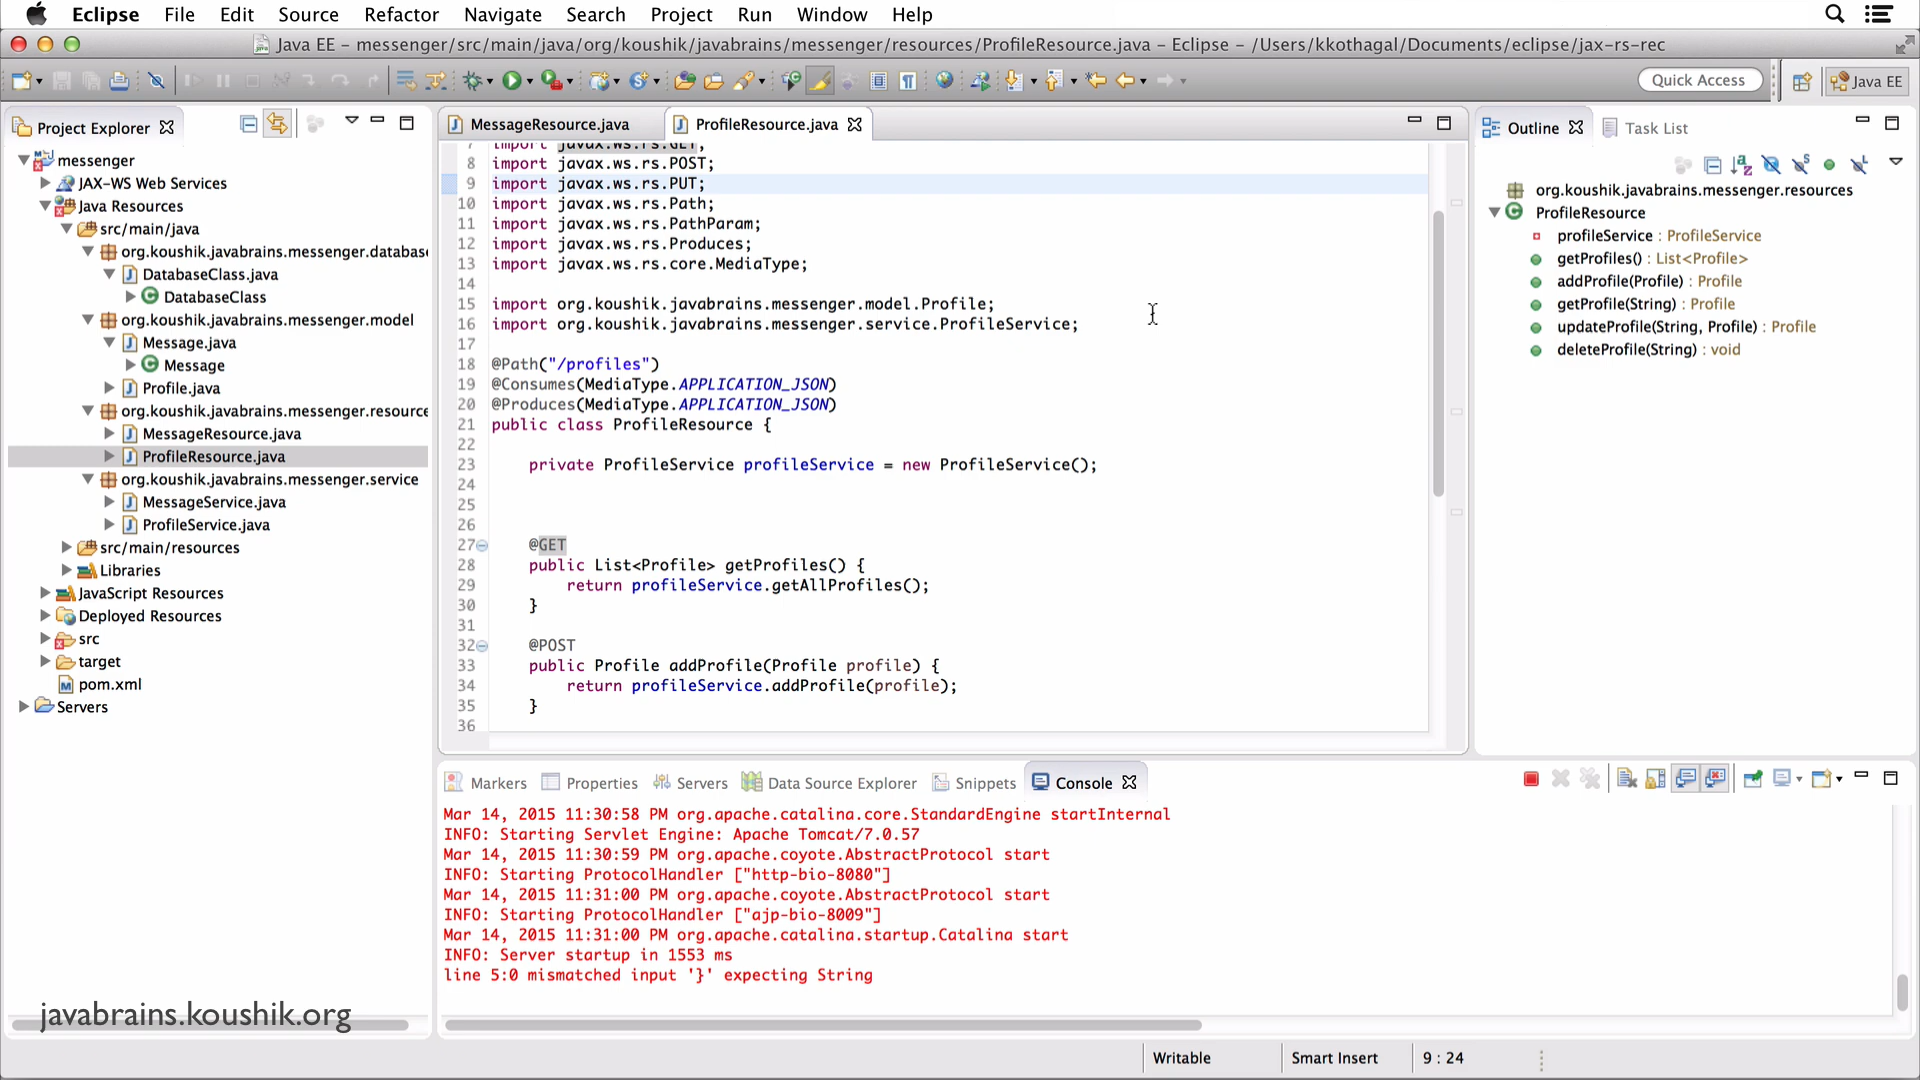 Eclipse File Edit Source Refactor Navigate Search Project Run Window Help
Java EE – messenger/src/main/java/org/koushik/javabrains/messenger/resources/ProfileResource.java – Eclipse – /Users/kkothagal/Documents/eclipse/jax-rs-rec
Quick Access
Java EE
Project Explorer
messenger
JAX-WS Web Services
Java Resources
src/main/java
org.koushik.javabrains.messenger.database
DatabaseClass.java
DatabaseClass
org.koushik.javabrains.messenger.model
Message.java
Message
Profile.java
org.koushik.javabrains.messenger.resource
MessageResource.java
ProfileResource.java
org.koushik.javabrains.messenger.service
MessageService.java
ProfileService.java
src/main/resources
Libraries
JavaScript Resources
Deployed Resources
src
target
pom.xml
Servers
MessageResource.java
ProfileResource.java
7 import javax.ws.rs.GET;
8 import javax.ws.rs.POST;
9 import javax.ws.rs.PUT;
10 import javax.ws.rs.Path;
11 import javax.ws.rs.PathParam;
12 import javax.ws.rs.Produces;
13 import javax.ws.rs.core.MediaType;
14
15 import org.koushik.javabrains.messenger.model.Profile;
16 import org.koushik.javabrains.messenger.service.ProfileService;
17
18 @Path("/profiles")
19 @Consumes(MediaType.APPLICATION_JSON)
20 @Produces(MediaType.APPLICATION_JSON)
21 public class ProfileResource {
22
23 private ProfileService profileService = new ProfileService();
24
25
26
27 @GET
28 public List<Profile> getProfiles() {
29 return profileService.getAllProfiles();
30 }
31
32 @POST
33 public Profile addProfile(Profile profile) {
34 return profileService.addProfile(profile);
35 }
36
Outline
Task List
org.koushik.javabrains.messenger.resources
ProfileResource
profileService : ProfileService
getProfiles() : List<Profile>
addProfile(Profile) : Profile
getProfile(String) : Profile
updateProfile(String, Profile) : Profile
deleteProfile(String) : void
Markers Properties Servers Data Source Explorer Snippets Console
Mar 14, 2015 11:30:58 PM org.apache.catalina.core.StandardEngine startInternal
INFO: Starting Servlet Engine: Apache Tomcat/7.0.57
Mar 14, 2015 11:30:59 PM org.apache.coyote.AbstractProtocol start
INFO: Starting ProtocolHandler ["http-bio-8080"]
Mar 14, 2015 11:31:00 PM org.apache.coyote.AbstractProtocol start
INFO: Starting ProtocolHandler ["ajp-bio-8009"]
Mar 14, 2015 11:31:00 PM org.apache.catalina.startup.Catalina start
INFO: Server startup in 1553 ms
line 5:0 mismatched input '}' expecting String
javabrains.koushik.org
Writable Smart Insert 9 : 24